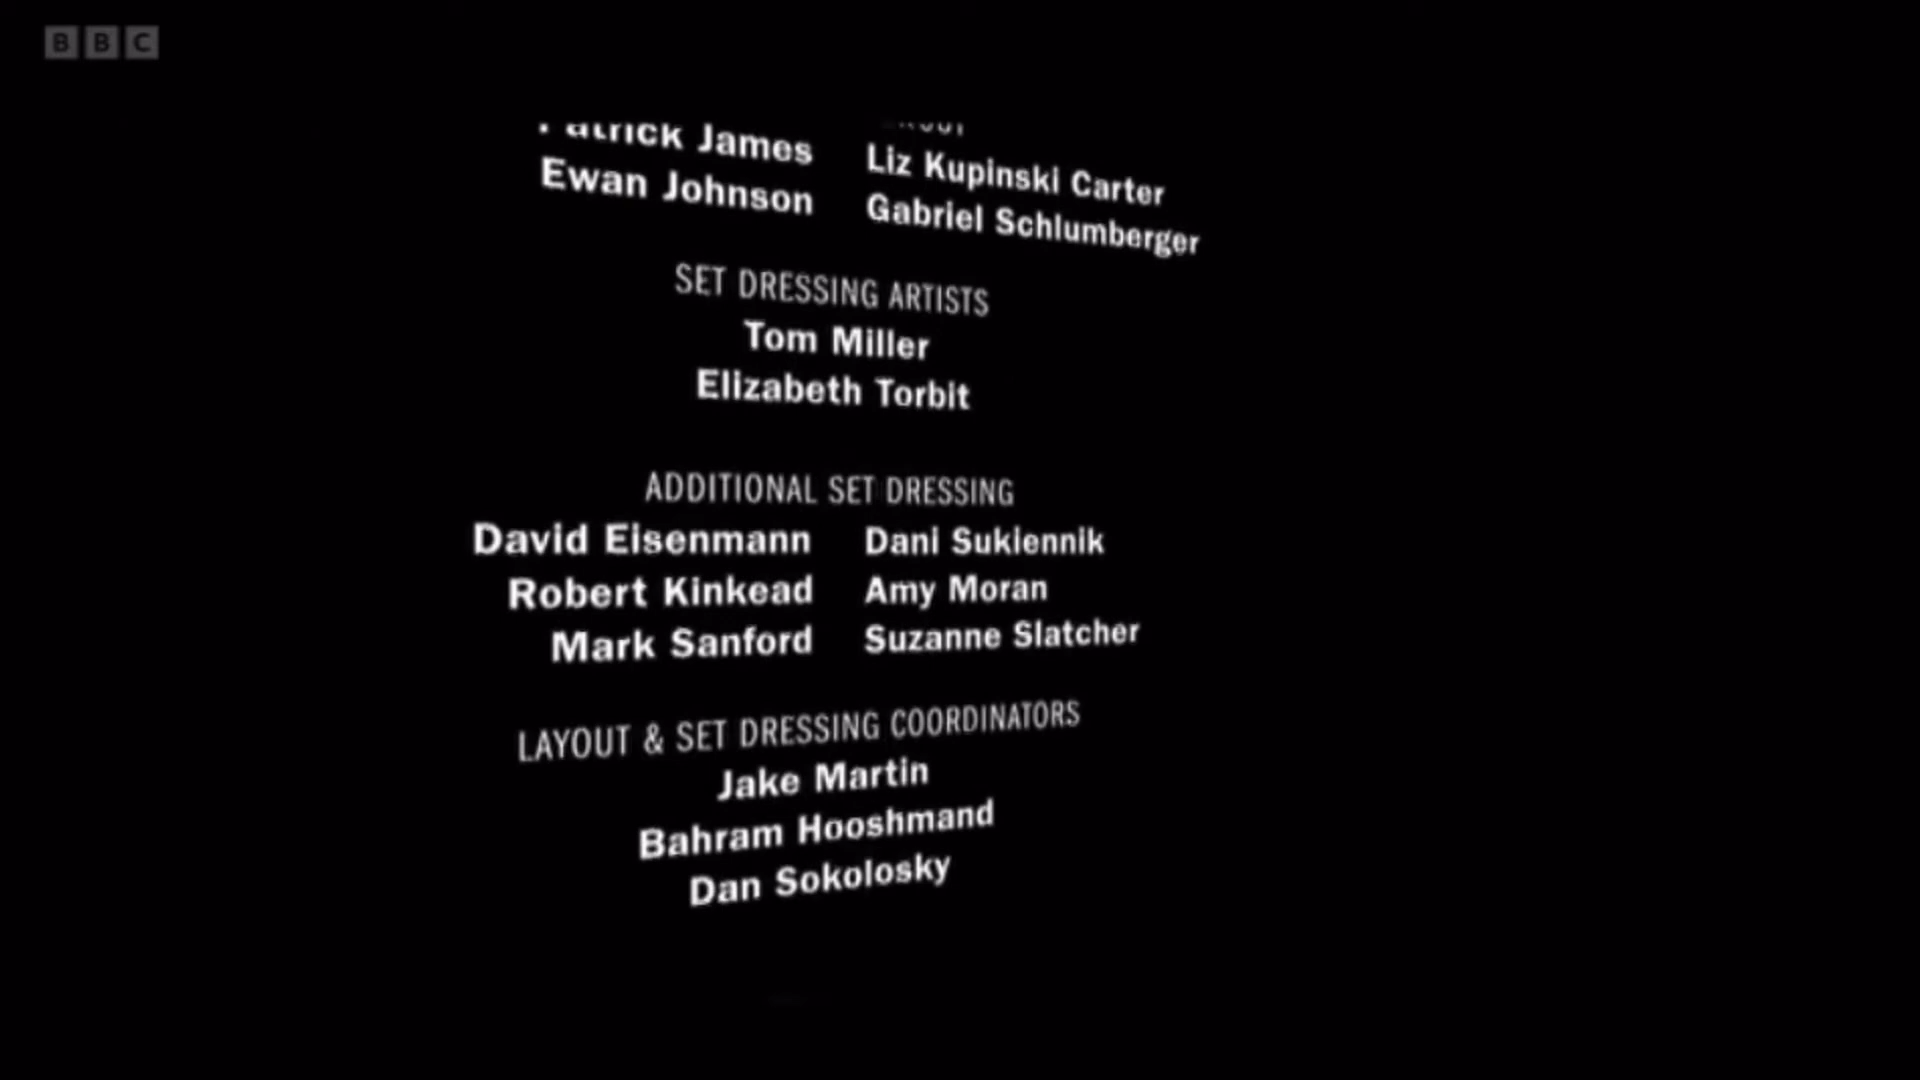 BBC
Patrick James Liz Kupinski Carter
Ewan Johnson Gabriel Schlumberger
SET DRESSING ARTISTS
Tom Miller
Elizabeth Torbit
ADDITIONAL SET DRESSING
David Eisenmann Dani Sukiennik
Robert Kinkead Amy Moran
Mark Sanford Suzanne Slatcher
LAYOUT & SET DRESSING COORDINATORS
Jake Martin
Bahram Hooshmand
Dan Sokolosky